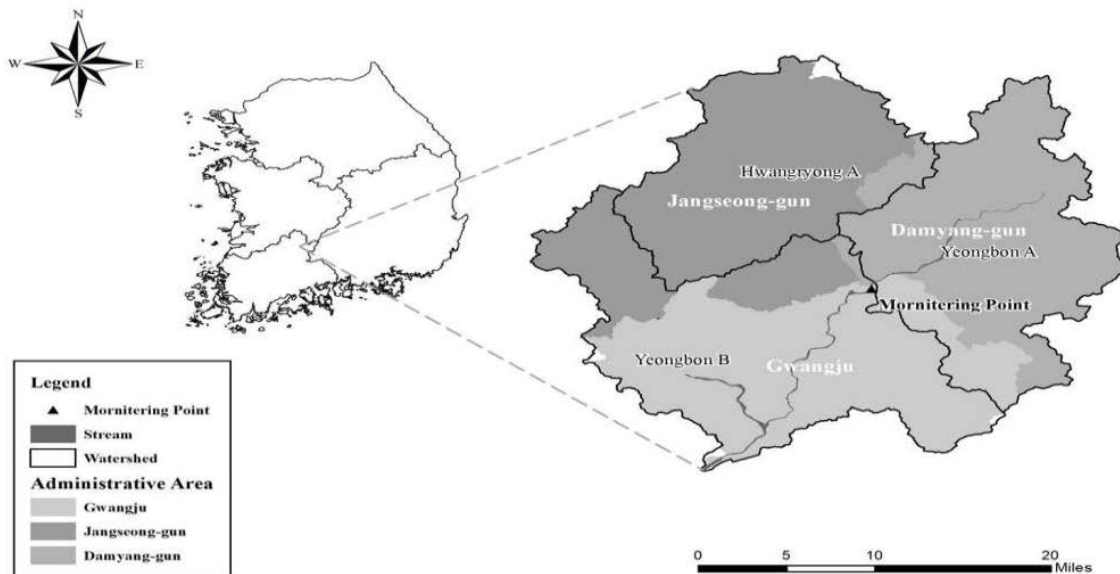 N
W E
S
Hwangryong A
Jangseong-gun
Damyang-gun
Yeongbon A
Mornitering Point
Yeongbon B
Gwangju
Legend
Mornitering Point
Stream
Watershed
Administrative Area
Gwangju
Jangseong-gun
Damyang-gun
0 5 10 20
Miles